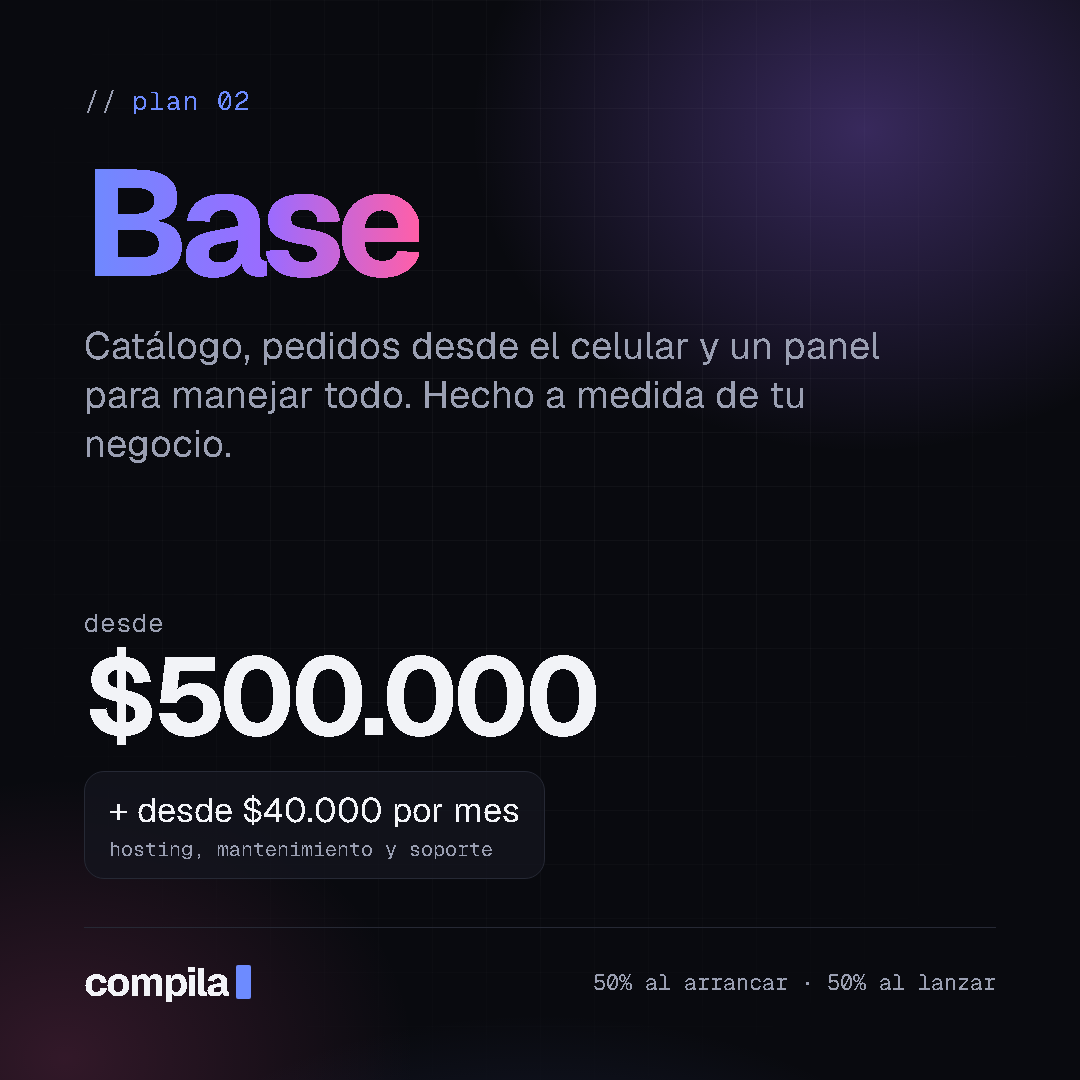 // plan 02
Base
Catálogo, pedidos desde el celular y un panel
para manejar todo. Hecho a medida de tu
negocio.
desde
$500.000
+ desde $40.000 por mes
hosting, mantenimiento y soporte
compila
50% al arrancar · 50% al lanzar